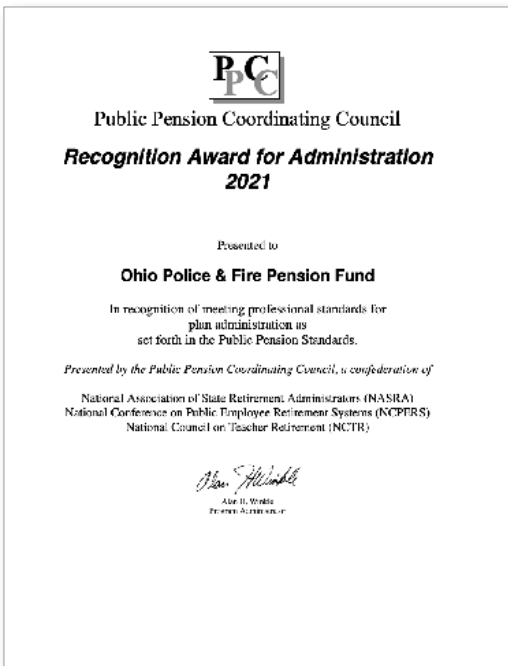 PPCC
Public Pension Coordinating Council
Recognition Award for Administration
2021
Presented to
Ohio Police & Fire Pension Fund
In recognition of meeting professional standards for
plan administration as
set forth in the Public Pension Standards.
Presented by the Public Pension Coordinating Council, a confederation of
National Association of State Retirement Administrators (NASRA)
National Conference on Public Employee Retirement Systems (NCPERS)
National Council on Teacher Retirement (NCTR)
Alan H. Winkle
Alan H. Winkle
Program Administrator